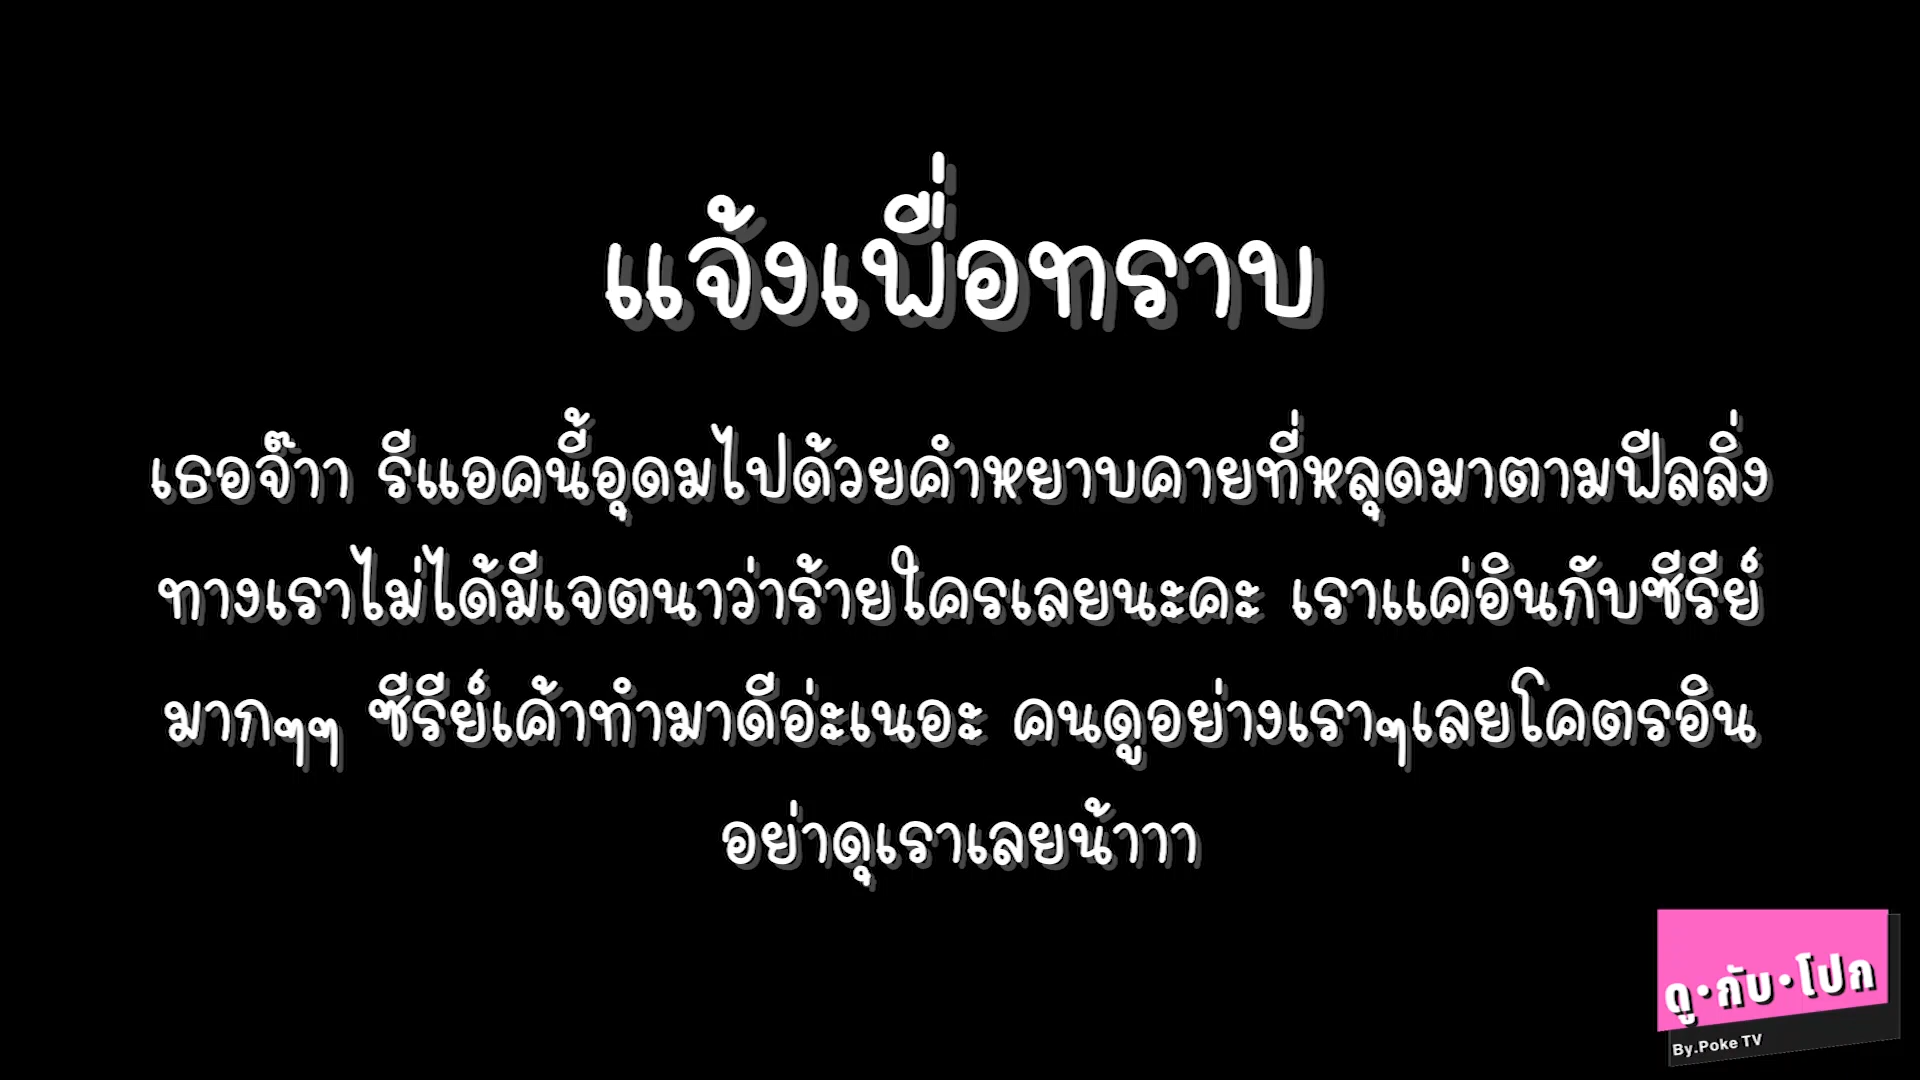 แจ้งเพื่อทราบ
เธอจ๊าา รีแอคนี้อุดมไปด้วยคำหยาบคายที่หลุดมาตามฟีลลิ่ง
ทางเราไม่ได้มีเจตนาว่าร้ายใครเลยนะคะ เราแค่อินกับซีรีย์
มากๆๆ ซีรีย์เค้าทำมาดีอ่ะเนอะ คนดูอย่างเราๆเลยโคตรอิน
อย่าดุเราเลยน้าาา
ดู•กับ•โปก
By.Poke TV